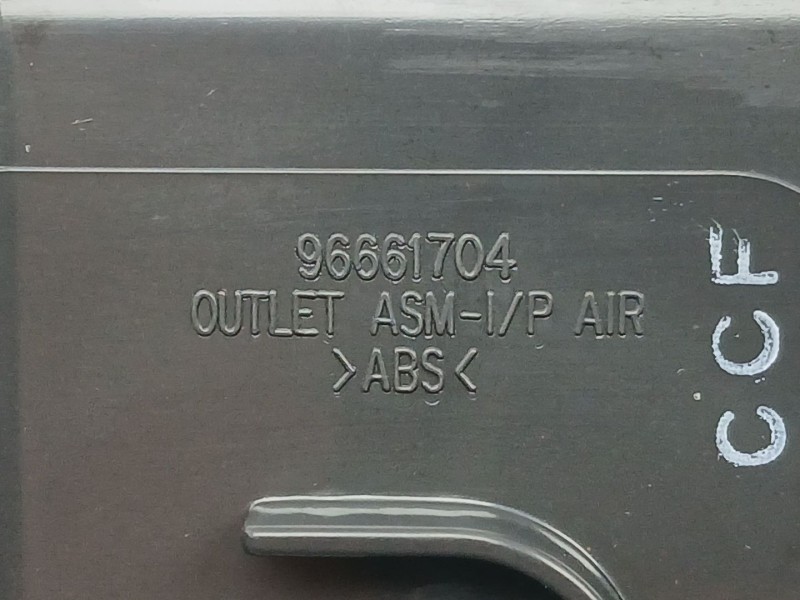 96661704
OUTLET ASM-I/P AIR
>ABS<
CCF